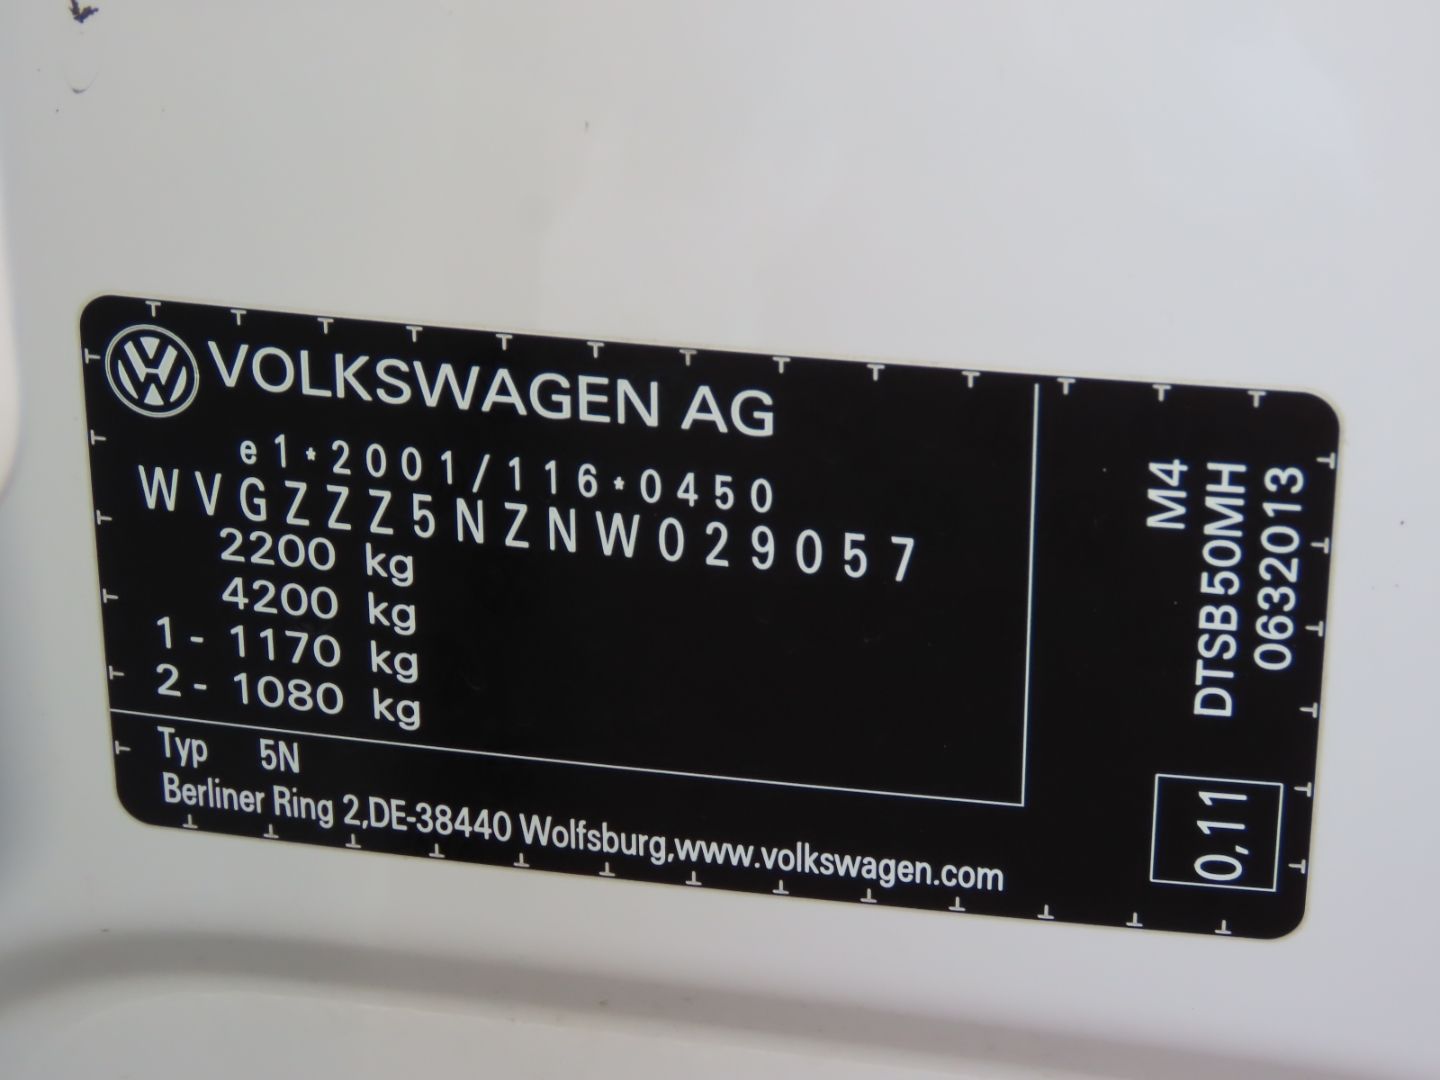 VOLKSWAGEN AG
e1*2001/116*0450
WVGZZZ5NZNW029057
2200 kg
4200 kg
1- 1170 kg
2- 1080 kg
Typ 5N
Berliner Ring 2,DE-38440 Wolfsburg,www.volkswagen.com
M4
DTSB50MH
0632013
0,11